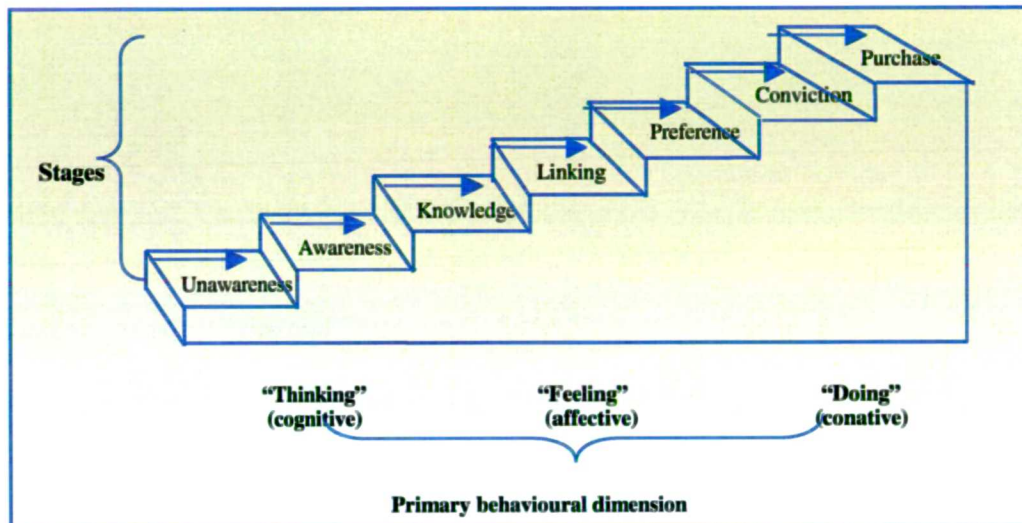 Purchase
Conviction
Preference
Stages
Linking
Knowledge
Awareness
Unawareness
“Thinking” “Feeling” “Doing”
(cognitive) (affective) (conative)
Primary behavioural dimension